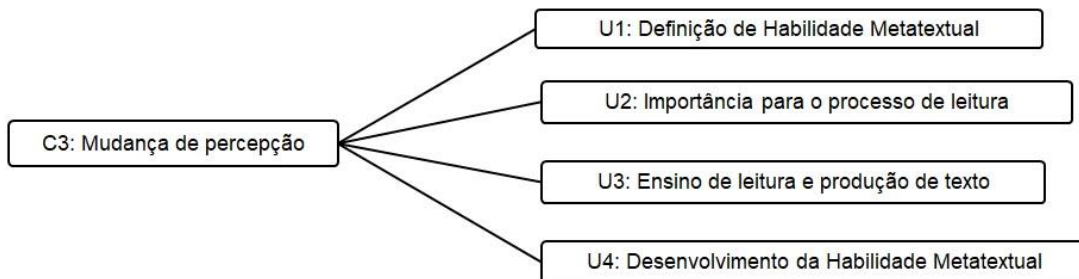 U1: Definição de Habilidade Metatextual
U2: Importância para o processo de leitura
C3: Mudança de percepção
U3: Ensino de leitura e produção de texto
U4: Desenvolvimento da Habilidade Metatextual